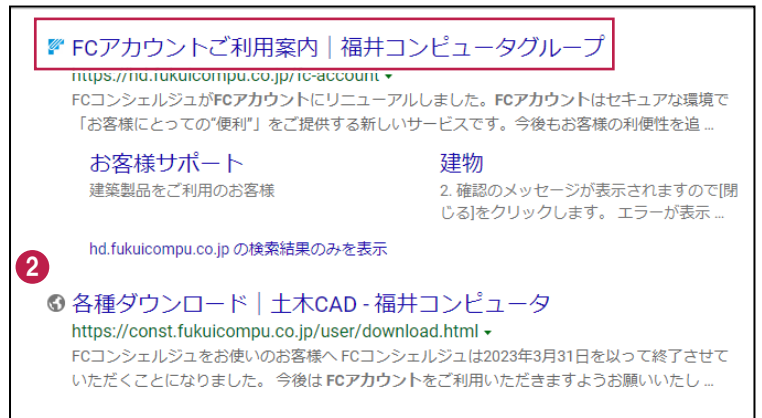 FCアカウントご利用案内｜福井コンピュータグループ
https://hd.fukuicompu.co.jp/fc-account
FCコンシェルジュがFCアカウントにリニューアルしました。FCアカウントはセキュアな環境で
「お客様にとっての“便利”」をご提供する新しいサービスです。今後もお客様の利便性を追 ...
お客様サポート
建築製品をご利用のお客様
建物
2. 確認のメッセージが表示されますので[閉
じる]をクリックします。 エラーが表示 ...
hd.fukuicompu.co.jp の検索結果のみを表示
2
各種ダウンロード｜土木CAD - 福井コンピュータ
https://const.fukuicompu.co.jp/user/download.html
FCコンシェルジュをお使いのお客様へ FCコンシェルジュは2023年3月31日を以って終了させて
いただくことになりました。 今後は FCアカウントをご利用いただきますようお願いいたし ...